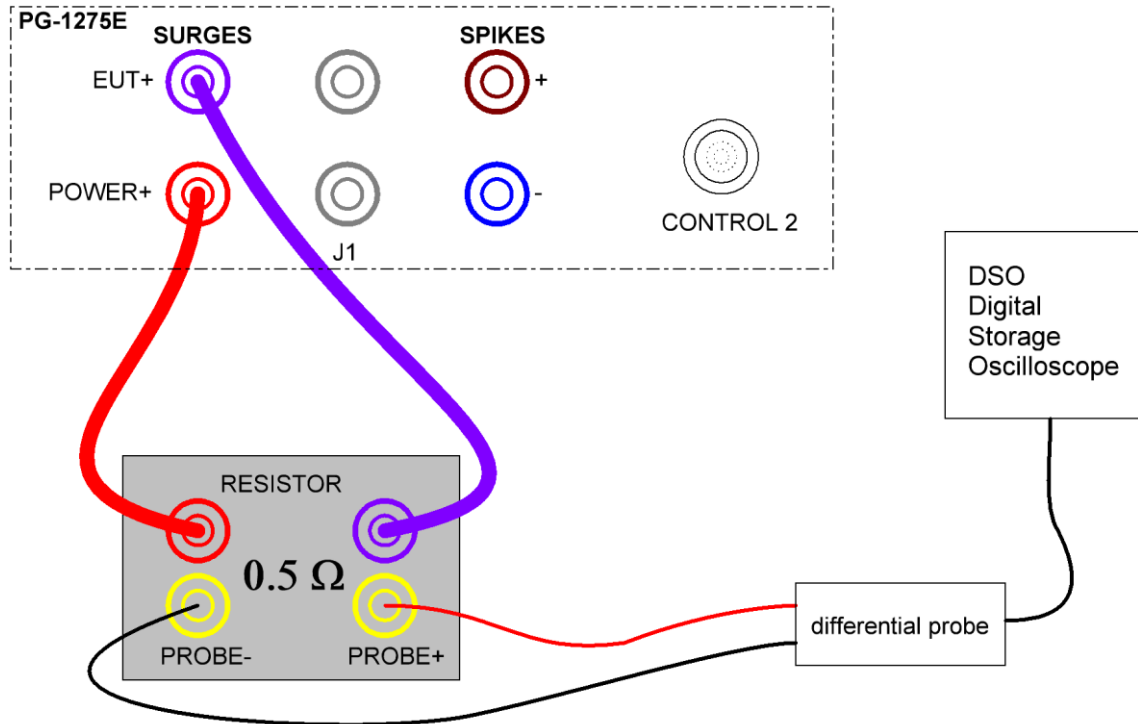 PG-1275E
SURGES
SPIKES
EUT+
+
POWER+
-
J1
CONTROL 2
DSO
Digital
Storage
Oscilloscope
RESISTOR
0.5 Ω
PROBE-
PROBE+
differential probe